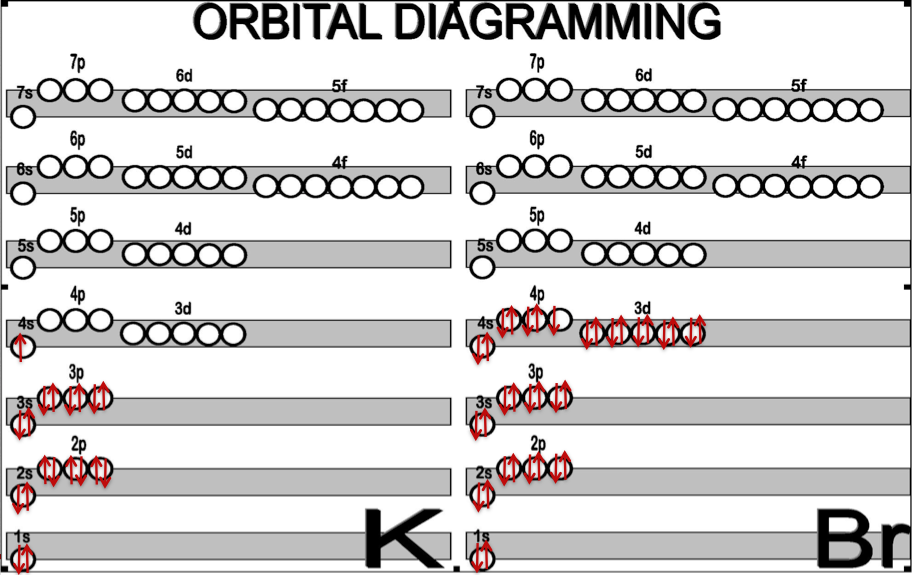 ORBITAL DIAGRAMMING
7p
7s 6d 5f
6p
6s 5d 4f
5p
5s 4d
4p
4s 3d
3p
3s
2p
2s
1s
K
7p
7s 6d 5f
6p
6s 5d 4f
5p
5s 4d
4p
4s 3d
3p
3s
2p
2s
1s
Br